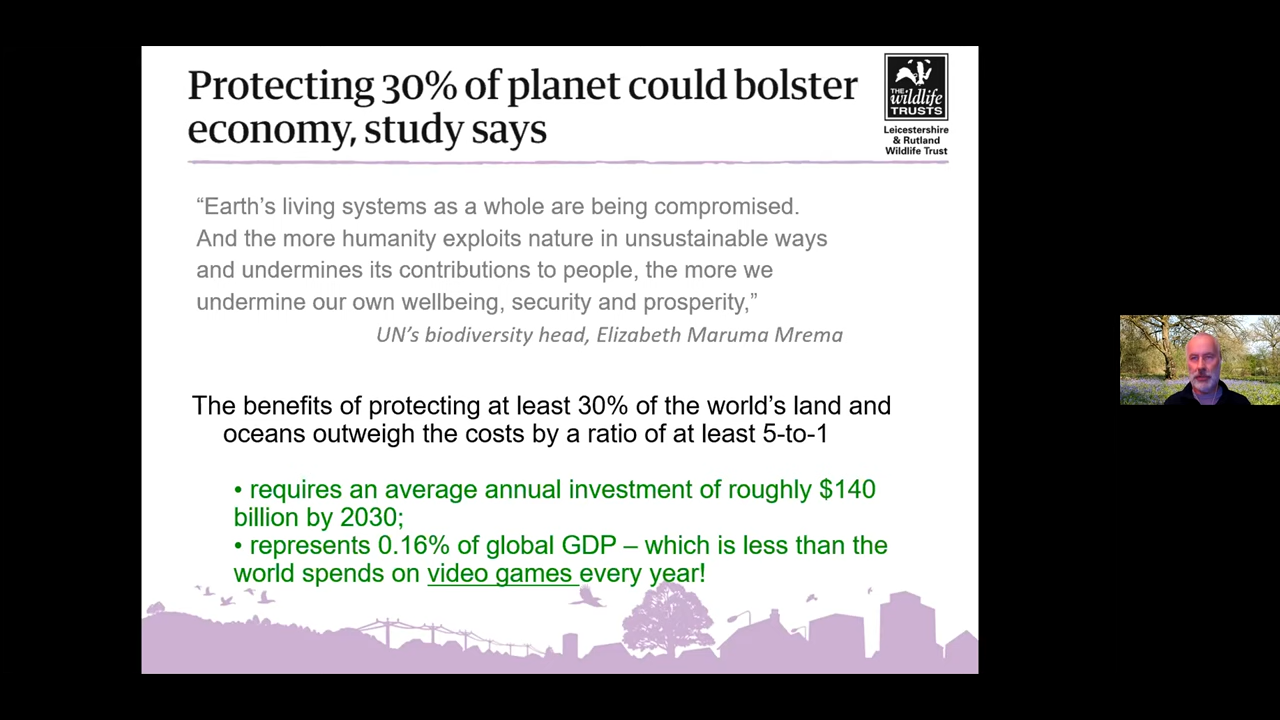 Protecting 30% of planet could bolster
economy, study says
THE
wildlife
TRUSTS
Leicestershire
& Rutland
Wildlife Trust
“Earth’s living systems as a whole are being compromised.
And the more humanity exploits nature in unsustainable ways
and undermines its contributions to people, the more we
undermine our own wellbeing, security and prosperity,”
UN’s biodiversity head, Elizabeth Maruma Mrema
The benefits of protecting at least 30% of the world’s land and
oceans outweigh the costs by a ratio of at least 5-to-1
• requires an average annual investment of roughly $140
billion by 2030;
• represents 0.16% of global GDP – which is less than the
world spends on video games every year!